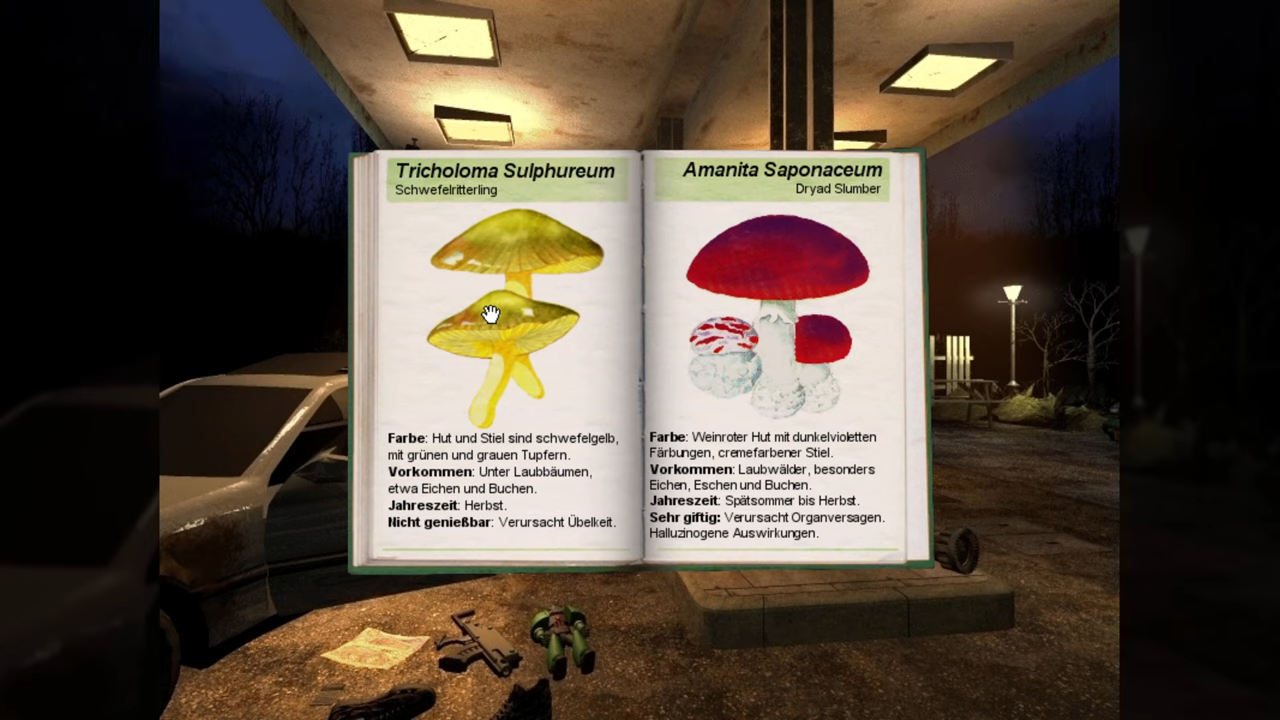 Tricholoma Sulphureum
Schwefelritterling
Farbe: Hut und Stiel sind schwefelgelb,
mit grünen und grauen Tupfern.
Vorkommen: Unter Laubbäumen,
etwa Eichen und Buchen.
Jahreszeit: Herbst.
Nicht genießbar: Verursacht Übelkeit.
Amanita Saponaceum
Dryad Slumber
Farbe: Weinroter Hut mit dunkelvioletten
Färbungen, cremefarbener Stiel.
Vorkommen: Laubwälder, besonders
Eichen, Eschen und Buchen.
Jahreszeit: Spätsommer bis Herbst.
Sehr giftig: Verursacht Organversagen.
Halluzinogene Auswirkungen.